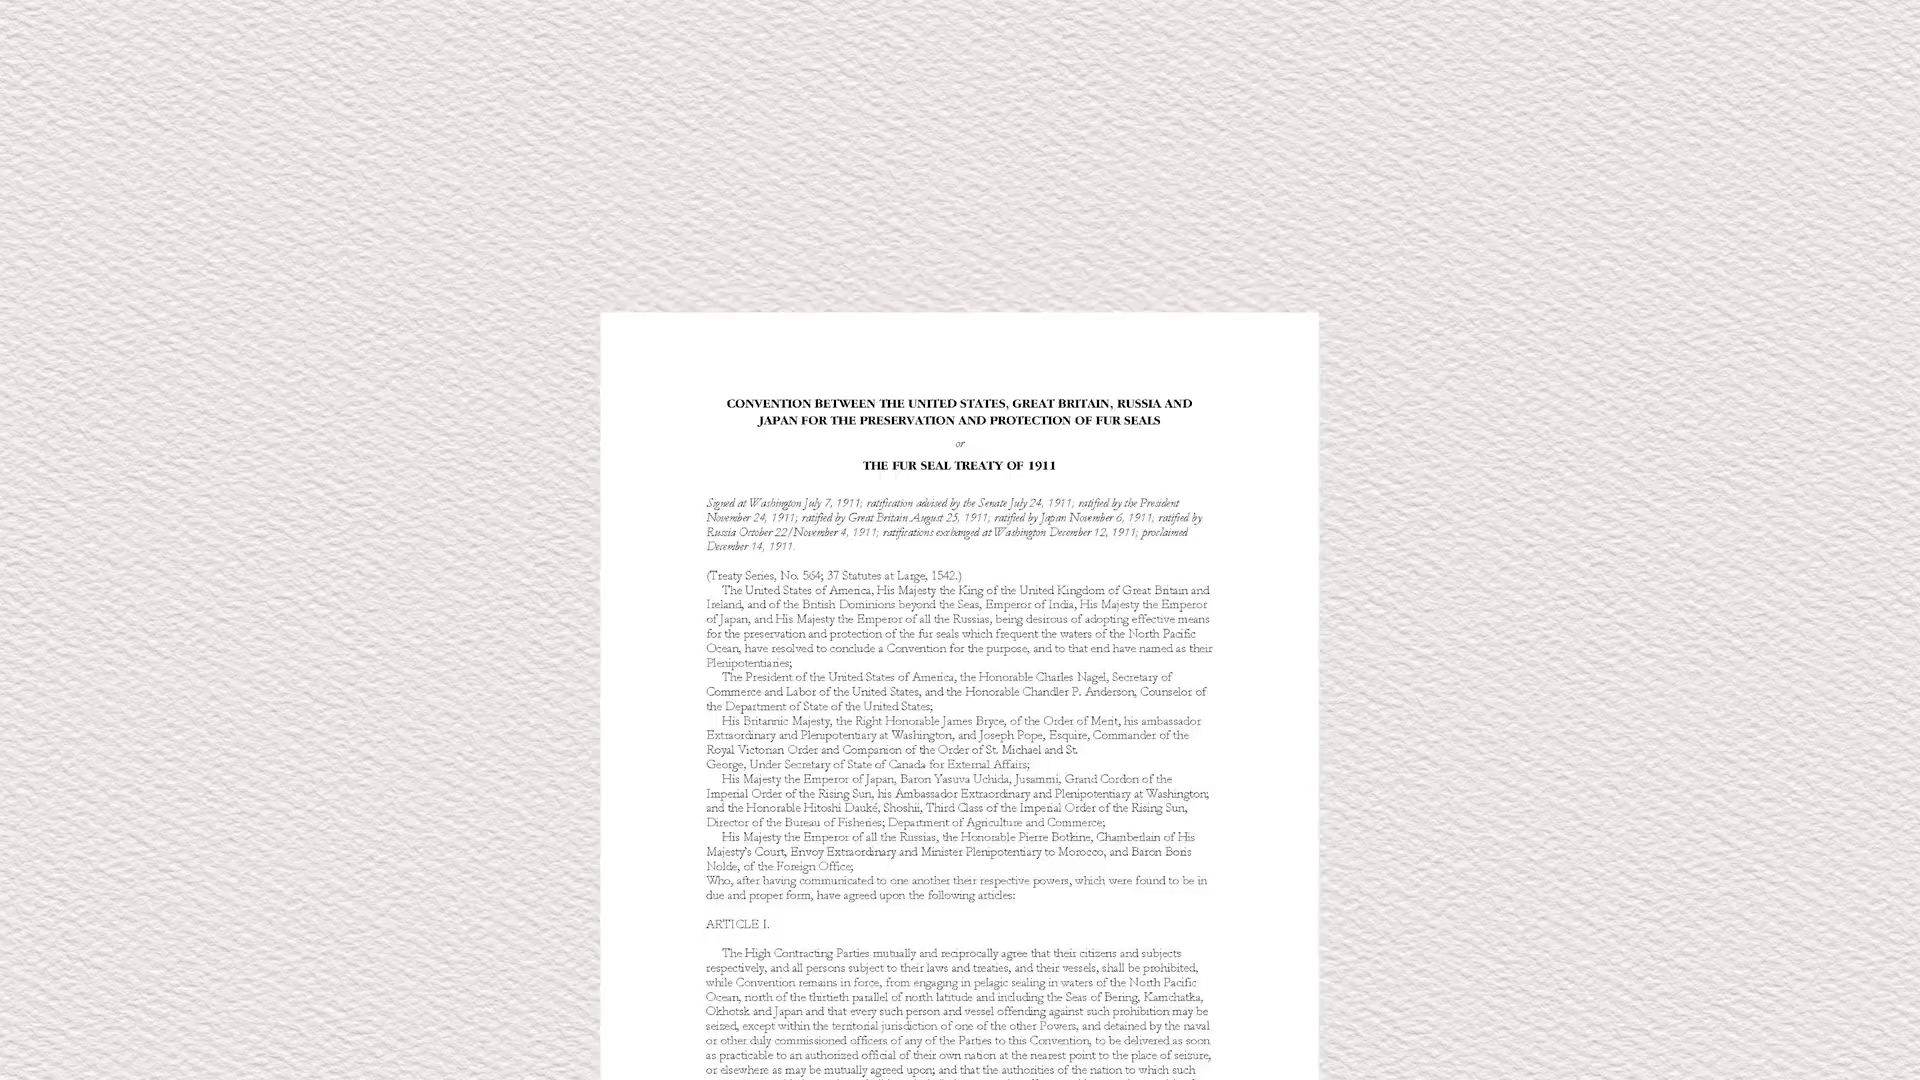 CONVENTION BETWEEN THE UNITED STATES, GREAT BRITAIN, RUSSIA AND
JAPAN FOR THE PRESERVATION AND PROTECTION OF FUR SEALS
or
THE FUR SEAL TREATY OF 1911
Signed at Washington July 7, 1911; ratification advised by the Senate July 24, 1911; ratified by the President
November 24, 1911; ratified by Great Britain August 25, 1911; ratified by Japan November 6, 1911; ratified by
Russia October 22/November 4, 1911; ratifications exchanged at Washington December 12, 1911; proclaimed
December 14, 1911.
(Treaty Series, No. 564; 37 Statutes at Large, 1542.)
The United States of America, His Majesty the King of the United Kingdom of Great Britain and
Ireland, and of the British Dominions beyond the Seas, Emperor of India, His Majesty the Emperor
of Japan, and His Majesty the Emperor of all the Russias, being desirous of adopting effective means
for the preservation and protection of the fur seals which frequent the waters of the North Pacific
Ocean, have resolved to conclude a Convention for the purpose, and to that end have named as their
Plenipotentiaries;
The President of the United States of America, the Honorable Charles Nagel, Secretary of
Commerce and Labor of the United States, and the Honorable Chandler P. Anderson, Counselor of
the Department of State of the United States;
His Britannic Majesty, the Right Honorable James Bryce, of the Order of Merit, his ambassador
Extraordinary and Plenipotentiary at Washington, and Joseph Pope, Esquire, Commander of the
Royal Victorian Order and Companion of the Order of St. Michael and St.
George, Under Secretary of State of Canada for External Affairs;
His Majesty the Emperor of Japan, Baron Yasuva Uchida, Jusammi, Grand Cordon of the
Imperial Order of the Rising Sun, his Ambassador Extraordinary and Plenipotentiary at Washington;
and the Honorable Hitoshi Dauké, Shoshii, Third Class of the Imperial Order of the Rising Sun,
Director of the Bureau of Fisheries; Department of Agriculture and Commerce;
His Majesty the Emperor of all the Russias, the Honorable Pierre Botkine, Chamberlain of His
Majesty's Court, Envoy Extraordinary and Minister Plenipotentiary to Morocco, and Baron Boris
Nolde, of the Foreign Office;
Who, after having communicated to one another their respective powers, which were found to be in
due and proper form, have agreed upon the following articles:
ARTICLE I.
The High Contracting Parties mutually and reciprocally agree that their citizens and subjects
respectively, and all persons subject to their laws and treaties, and their vessels, shall be prohibited,
while Convention remains in force, from engaging in pelagic sealing in waters of the North Pacific
Ocean, north of the thirtieth parallel of north latitude and including the Seas of Bering, Kamchatka,
Okhotsk and Japan and that every such person and vessel offending against such prohibition may be
seized, except within the territorial jurisdiction of one of the other Powers, and detained by the naval
or other duly commissioned officers of any of the Parties to this Convention, to be delivered as soon
as practicable to an authorized official of their own nation at the nearest point to the place of seizure,
or elsewhere as may be mutually agreed upon; and that the authorities of the nation to which such